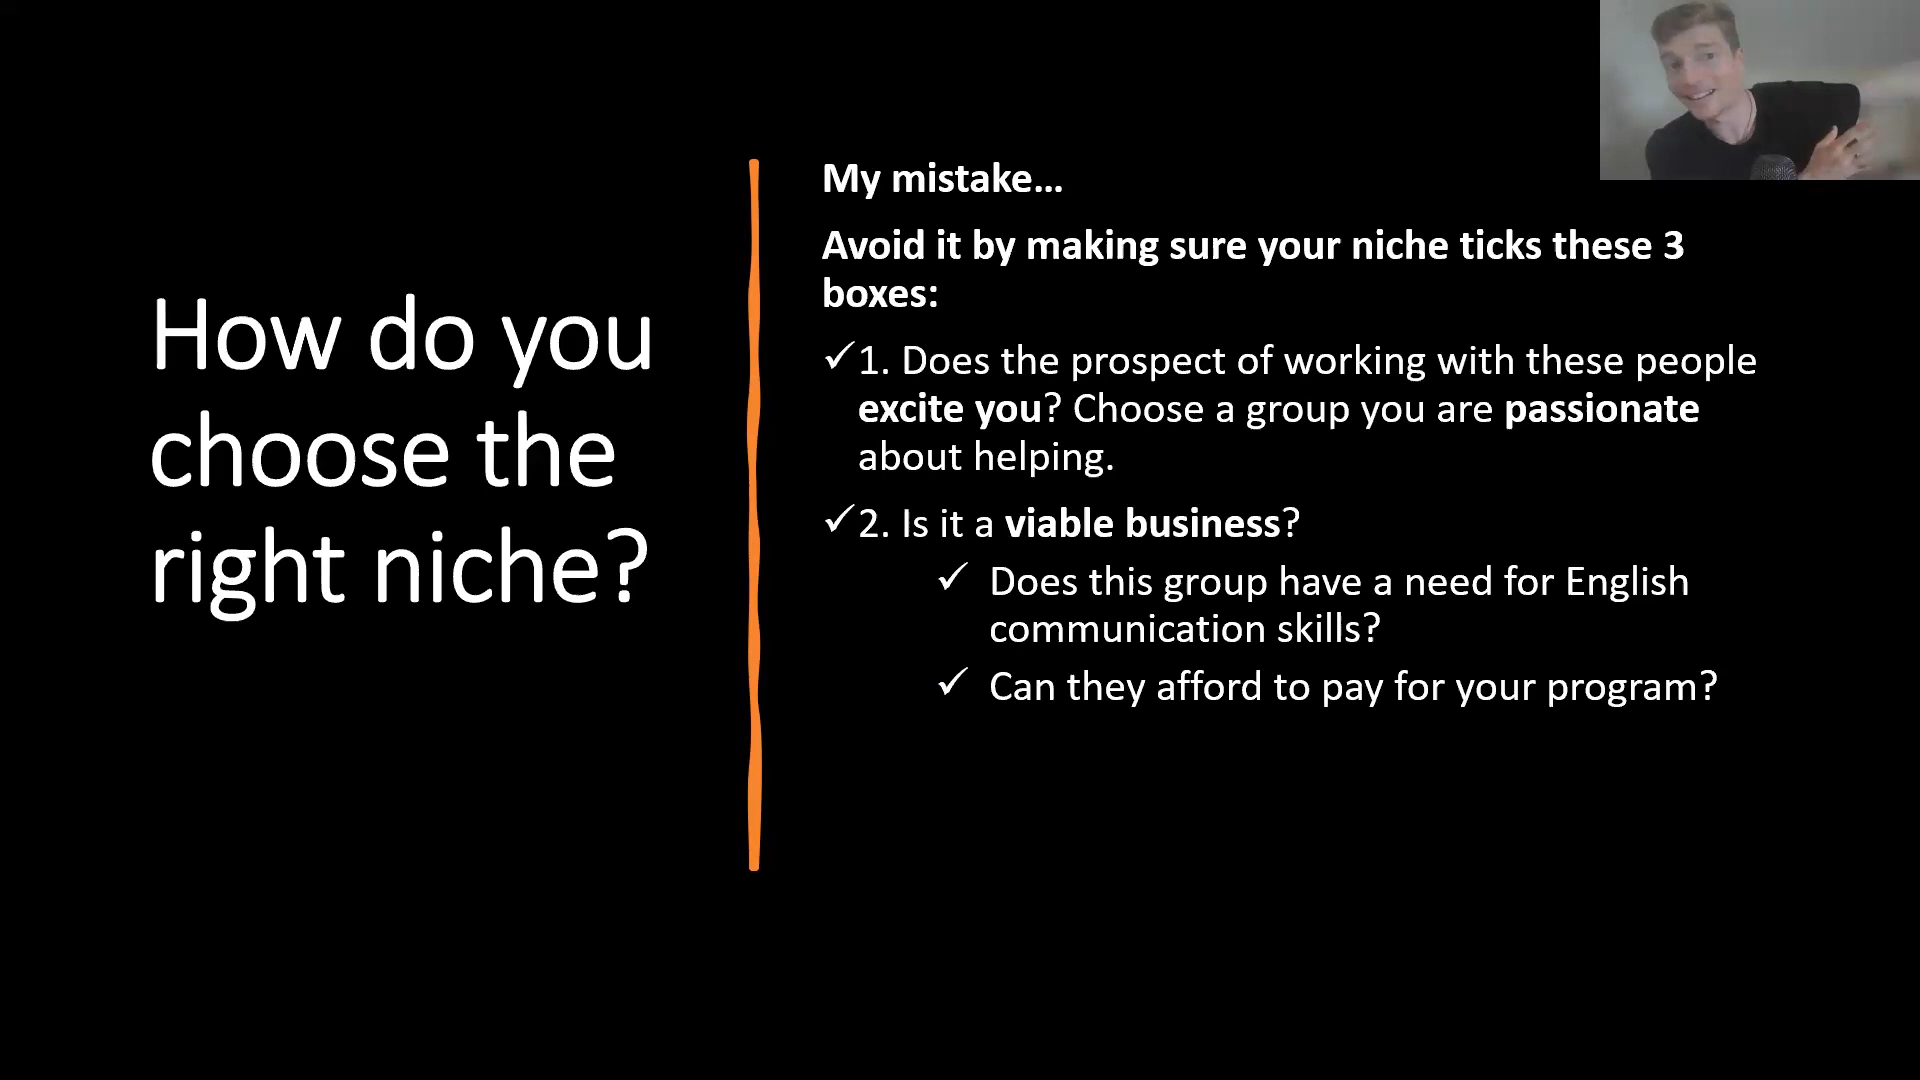 How do you
choose the
right niche?
My mistake…
Avoid it by making sure your niche ticks these 3
boxes:
✓1. Does the prospect of working with these people
excite you? Choose a group you are passionate
about helping.
✓2. Is it a viable business?
✓ Does this group have a need for English
communication skills?
✓ Can they afford to pay for your program?